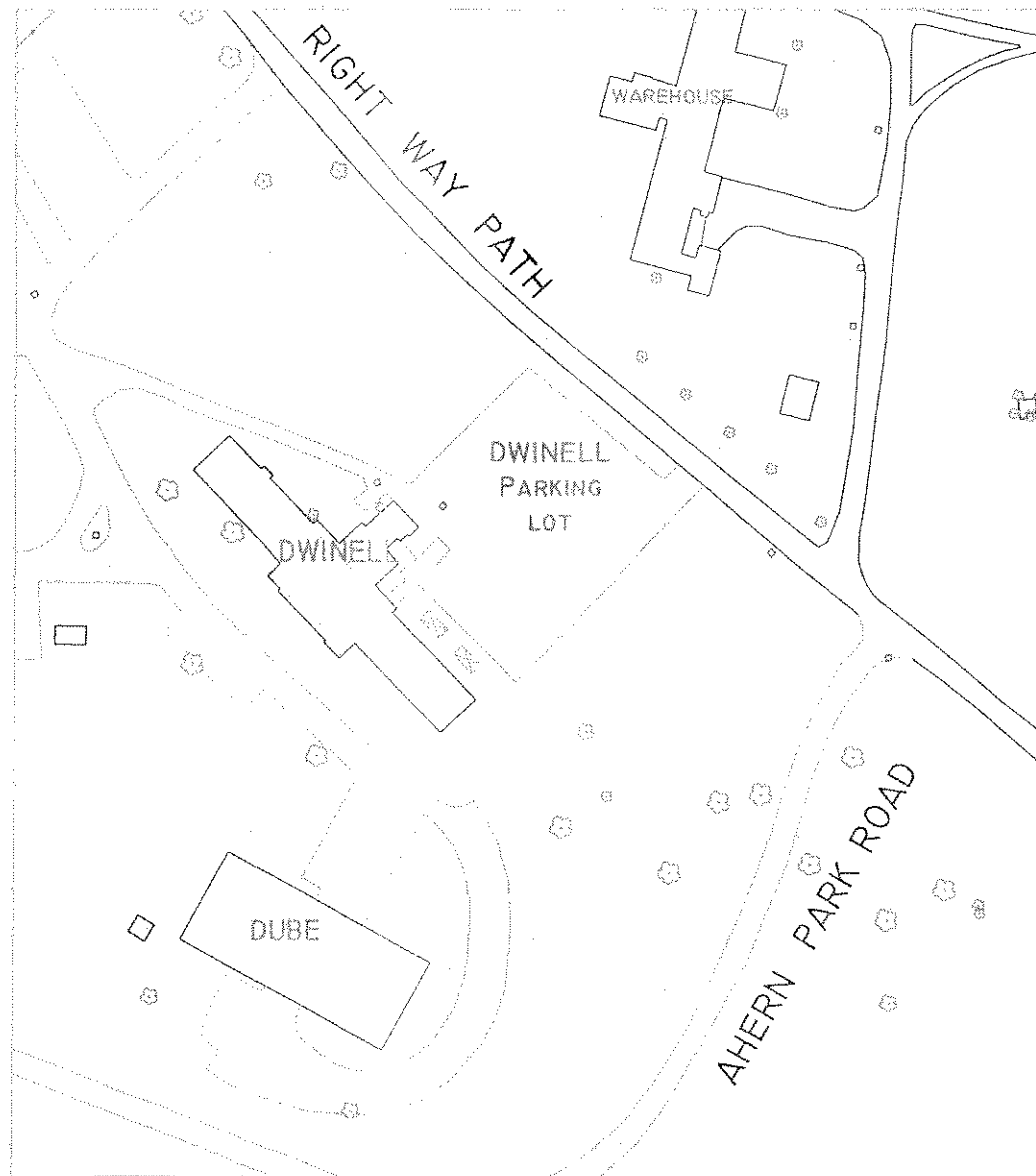 RIGHT WAY PATH
WAREHOUSE
DWINELL
PARKING
LOT
DWINELL
DUBE
AHERN PARK ROAD